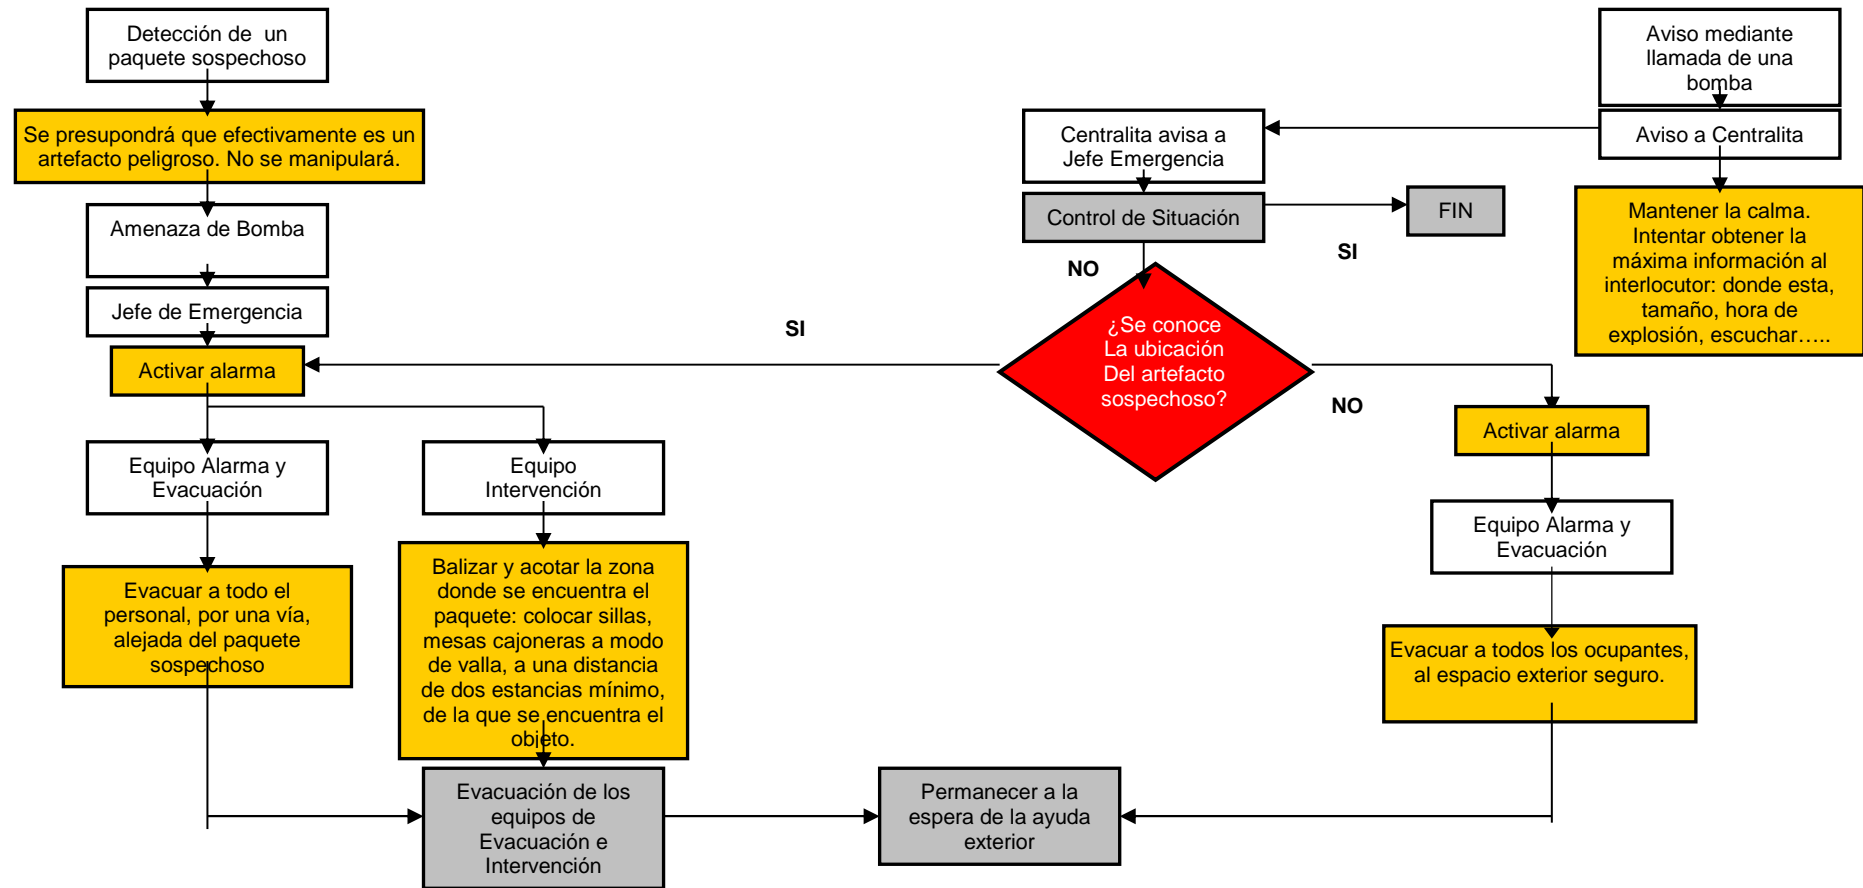 Detección de un
paquete sospechoso
Se presupondrá que efectivamente es un
artefacto peligroso. No se manipulará.
Amenaza de Bomba
Jefe de Emergencia
Activar alarma
Equipo Alarma y
Evacuación
Equipo
Intervención
Evacuar a todo el
personal, por una vía,
alejada del paquete
sospechoso
Balizar y acotar la zona
donde se encuentra el
paquete: colocar sillas,
mesas cajoneras a modo
de valla, a una distancia
de dos estancias mínimo,
de la que se encuentra el
objeto.
Evacuación de los
equipos de
Evacuación e
Intervención
Permanecer a la
espera de la ayuda
exterior
Aviso mediante
llamada de una
bomba
Aviso a Centralita
Centralita avisa a
Jefe Emergencia
Control de Situación
FIN
SI
NO
Mantener la calma.
Intentar obtener la
máxima información al
interlocutor: donde esta,
tamaño, hora de
explosión, escuchar…..
¿Se conoce
La ubicación
Del artefacto
sospechoso?
SI
NO
Activar alarma
Equipo Alarma y
Evacuación
Evacuar a todos los ocupantes,
al espacio exterior seguro.